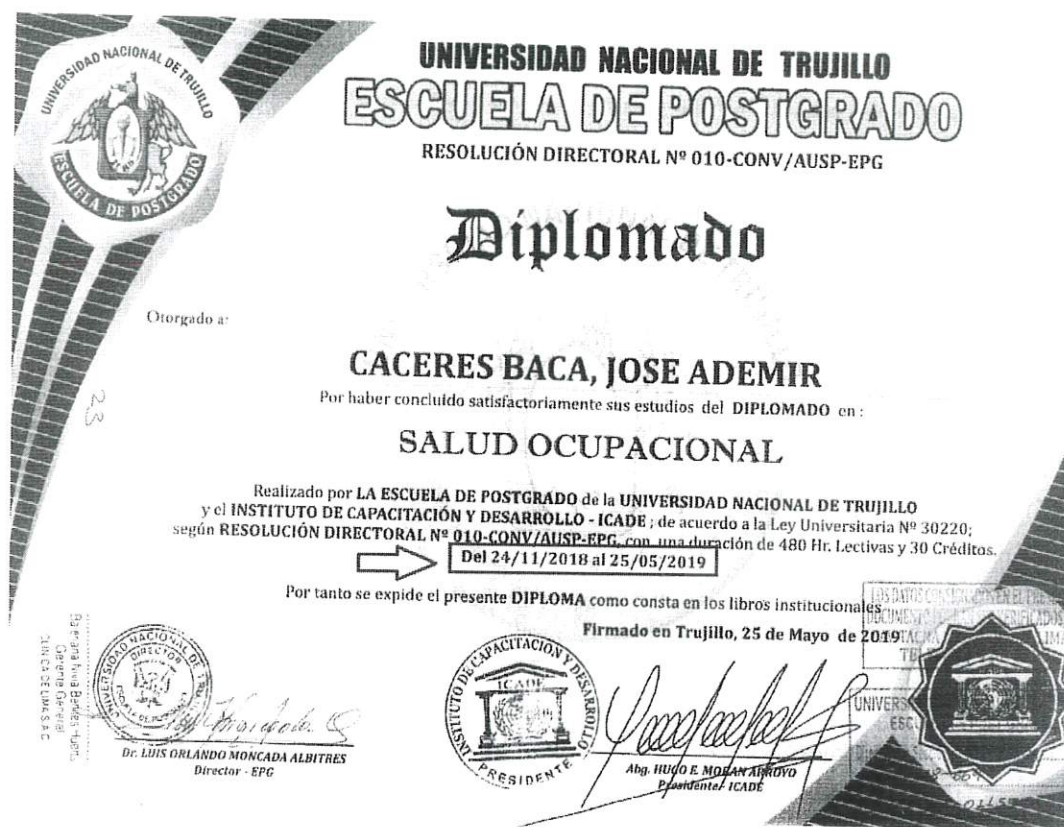 UNIVERSIDAD NACIONAL DE TRUJILLO
ESCUELA DE POSTGRADO
UNIVERSIDAD NACIONAL DE TRUJILLO
ESCUELA DE POSTGRADO
RESOLUCIÓN DIRECTORAL Nº 010-CONV/AUSP-EPG
Diplomado
Otorgado a:
CACERES BACA, JOSE ADEMIR
Por haber concluido satisfactoriamente sus estudios del DIPLOMADO en :
23
SALUD OCUPACIONAL
Realizado por LA ESCUELA DE POSTGRADO de la UNIVERSIDAD NACIONAL DE TRUJILLO
y el INSTITUTO DE CAPACITACIÓN Y DESARROLLO - ICADE ; de acuerdo a la Ley Universitaria Nº 30220;
según RESOLUCIÓN DIRECTORAL Nº 010-CONV/AUSP-EPG, con una duración de 480 Hr. Lectivas y 30 Créditos.
Del 24/11/2018 al 25/05/2019
Por tanto se expide el presente DIPLOMA como consta en los libros institucionales
Firmado en Trujillo, 25 de Mayo de 2019
LOS DATOS
Gerente General
DIRECTOR
INSTITUTO DE CAPACITACIÓN Y DESARROLLO
ICADE
PRESIDENTE
Dr. LUIS ORLANDO MONCADA ALBITRES
Director - EPG
Abg. HUGO E. MORAN ARROYO
Presidente- ICADE